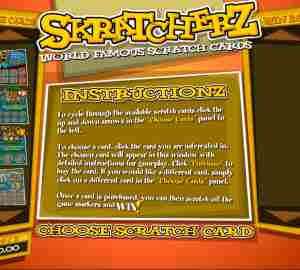 SKRATCHERZ
WORLD FAMOUS SCRATCH CARDS
INSTRUCTIONZ
To cycle through the available scratch cards click the
up and down arrows in the "Choose Cards" panel to
the left.
To choose a card, click the card you are interested in.
The chosen card will appear in this window with
detailed instructions for gameplay. Click "Purchase" to
buy the card. If you would like a different card, simply
click on a different card in the "Choose Cards" panel.
Once a card is purchased, you can then scratch off the
game markers and WIN!
CHOOSE SCRATCH CARD